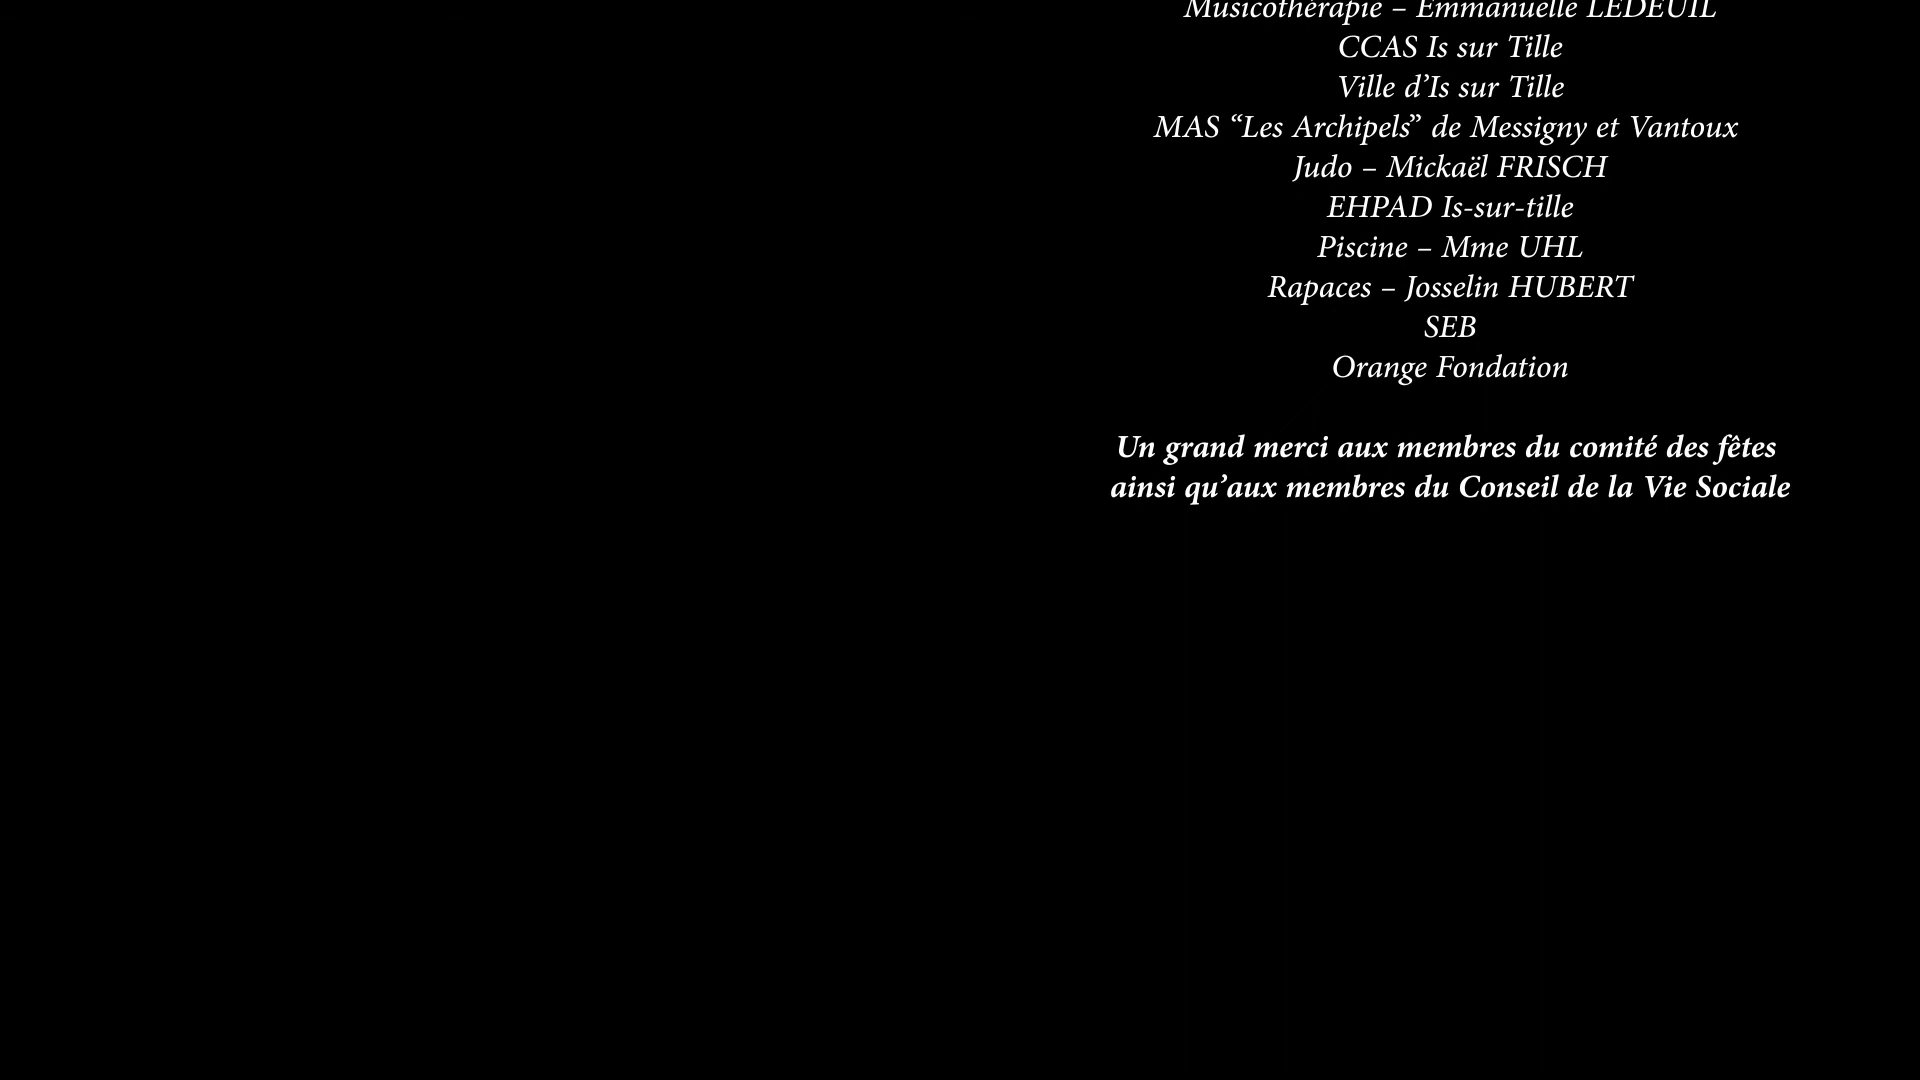 Musicothérapie – Emmanuelle LEDEUIL
CCAS Is sur Tille
Ville d’Is sur Tille
MAS “Les Archipels” de Messigny et Vantoux
Judo – Mickaël FRISCH
EHPAD Is-sur-tille
Piscine – Mme UHL
Rapaces – Josselin HUBERT
SEB
Orange Fondation
Un grand merci aux membres du comité des fêtes
ainsi qu’aux membres du Conseil de la Vie Sociale